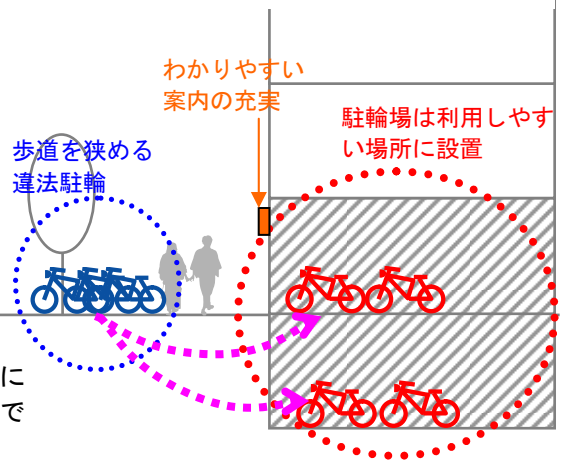 わかりやすい
案内の充実
駐輪場は利用しやす
い場所に設置
歩道を狭める
違法駐輪
に
で